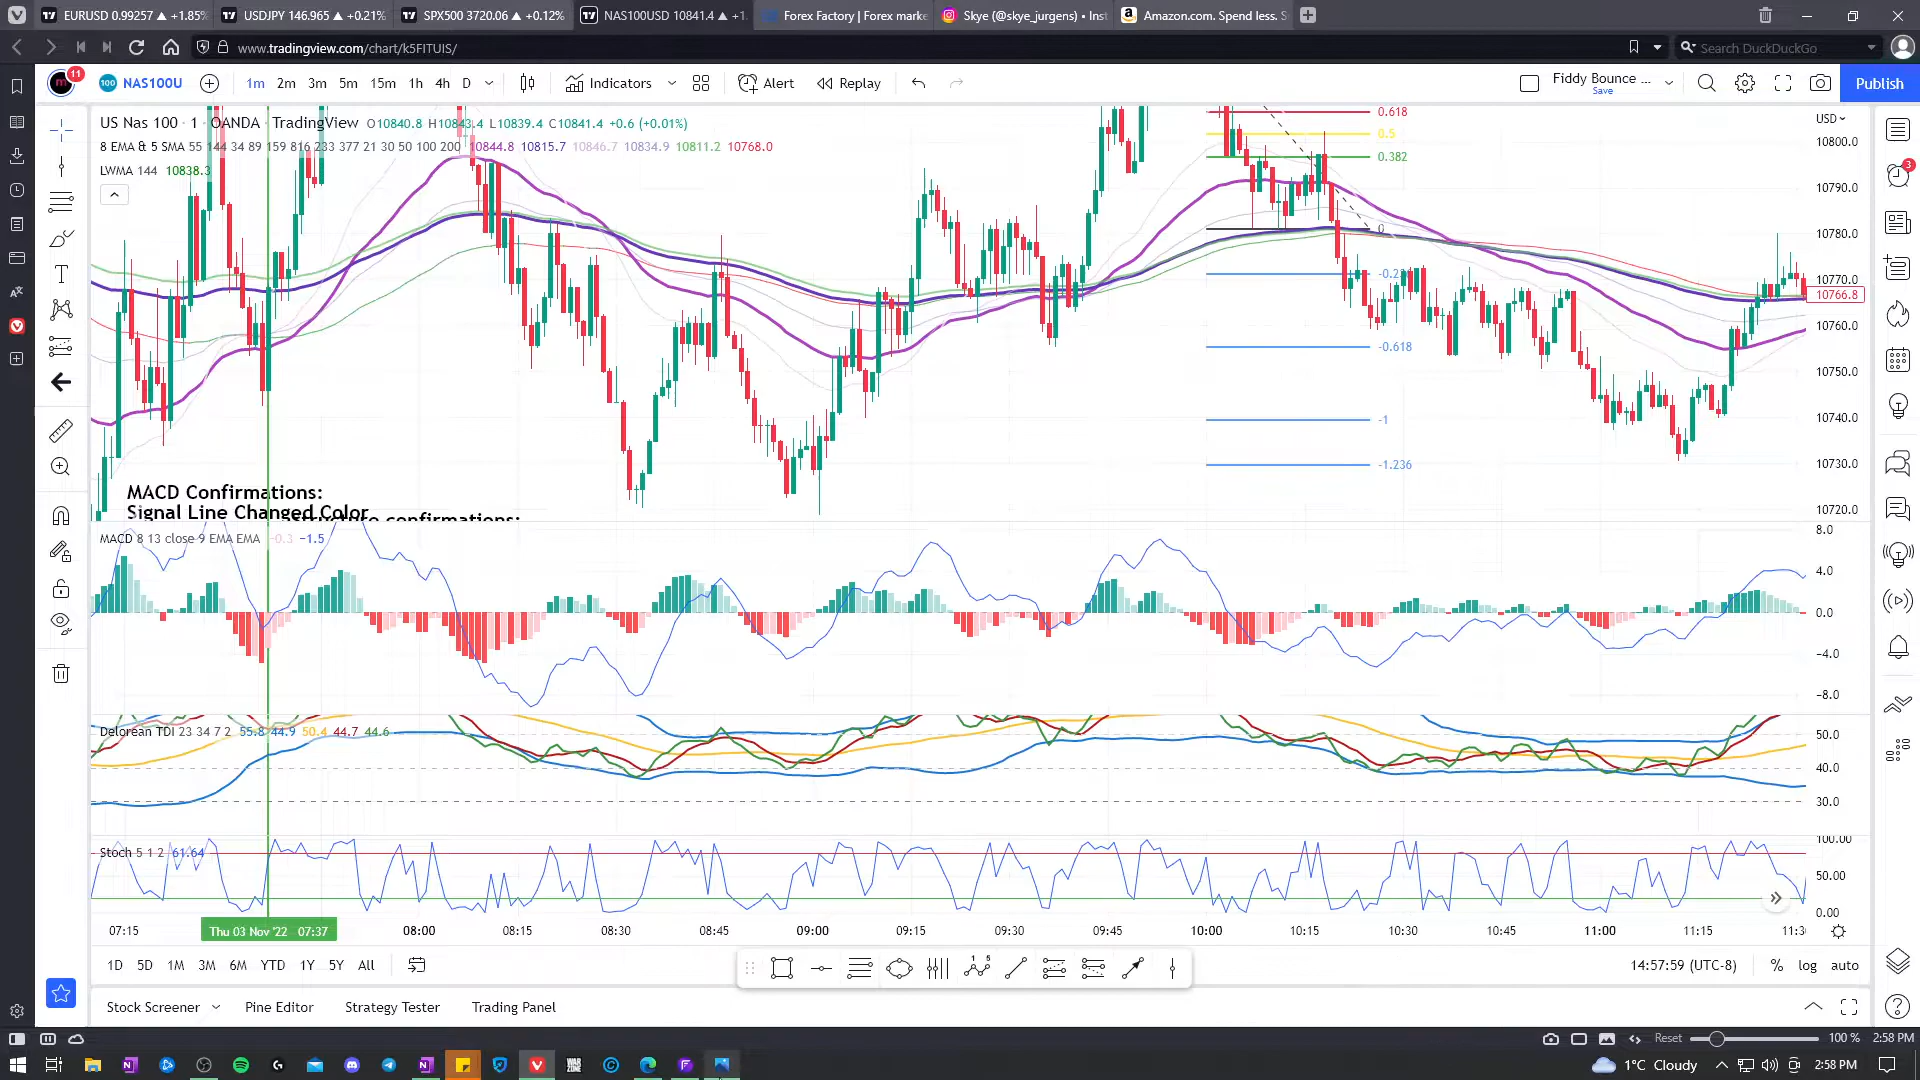 EURUSD 0.99257 ▲ +1.85%
USDJPY 146.965 ▲ +0.21%
SPX500 3720.06 ▲ +0.12%
NAS100USD 10841.4 ▲ +1
Forex Factory | Forex marke
Skye (@skye_jurgens) • Inst
Amazon.com. Spend less. S
www.tradingview.com/chart/k5FITUIS/
Search DuckDuckGo
11
100 NAS100U
1m 2m 3m 5m 15m 1h 4h D
Indicators
Alert
Replay
Fiddy Bounce ...
Save
Publish
US Nas 100 · 1 · OANDA · TradingView O10840.8 H10843.4 L10839.4 C10841.4 +0.6 (+0.01%)
8 EMA & 5 SMA 55 144 34 89 159 816 233 377 21 30 50 100 200 10844.8 10815.7 10846.7 10834.9 10811.2 10768.0
LWMA 144 10838.3
0.618
0.5
0.382
0
-0.618
-1
-1.236
USD
10800.0
10790.0
10780.0
10770.0
10766.8
10760.0
10750.0
10740.0
10730.0
10720.0
3
MACD Confirmations:
Signal Line Changed Color
confirmations:
MACD 8 13 close 9 EMA EMA -0.3 −1.5
8.0
4.0
0.0
−4.0
−8.0
Delorean TDI 23 34 7 2 55.8 44.9 50.4 44.7 44.6
50.0
40.0
30.0
Stoch 5 1 2 61.64
100.00
50.00
0.00
07:15
Thu 03 Nov '22 07:37
08:00 08:15 08:30 08:45 09:00 09:15 09:30 09:45 10:00 10:15 10:30 10:45 11:00 11:15 11:30
1D 5D 1M 3M 6M YTD 1Y 5Y All
14:57:59 (UTC-8)
% log auto
Stock Screener
Pine Editor
Strategy Tester
Trading Panel
Reset
100 %
2:58 PM
1°C Cloudy
2:58 PM